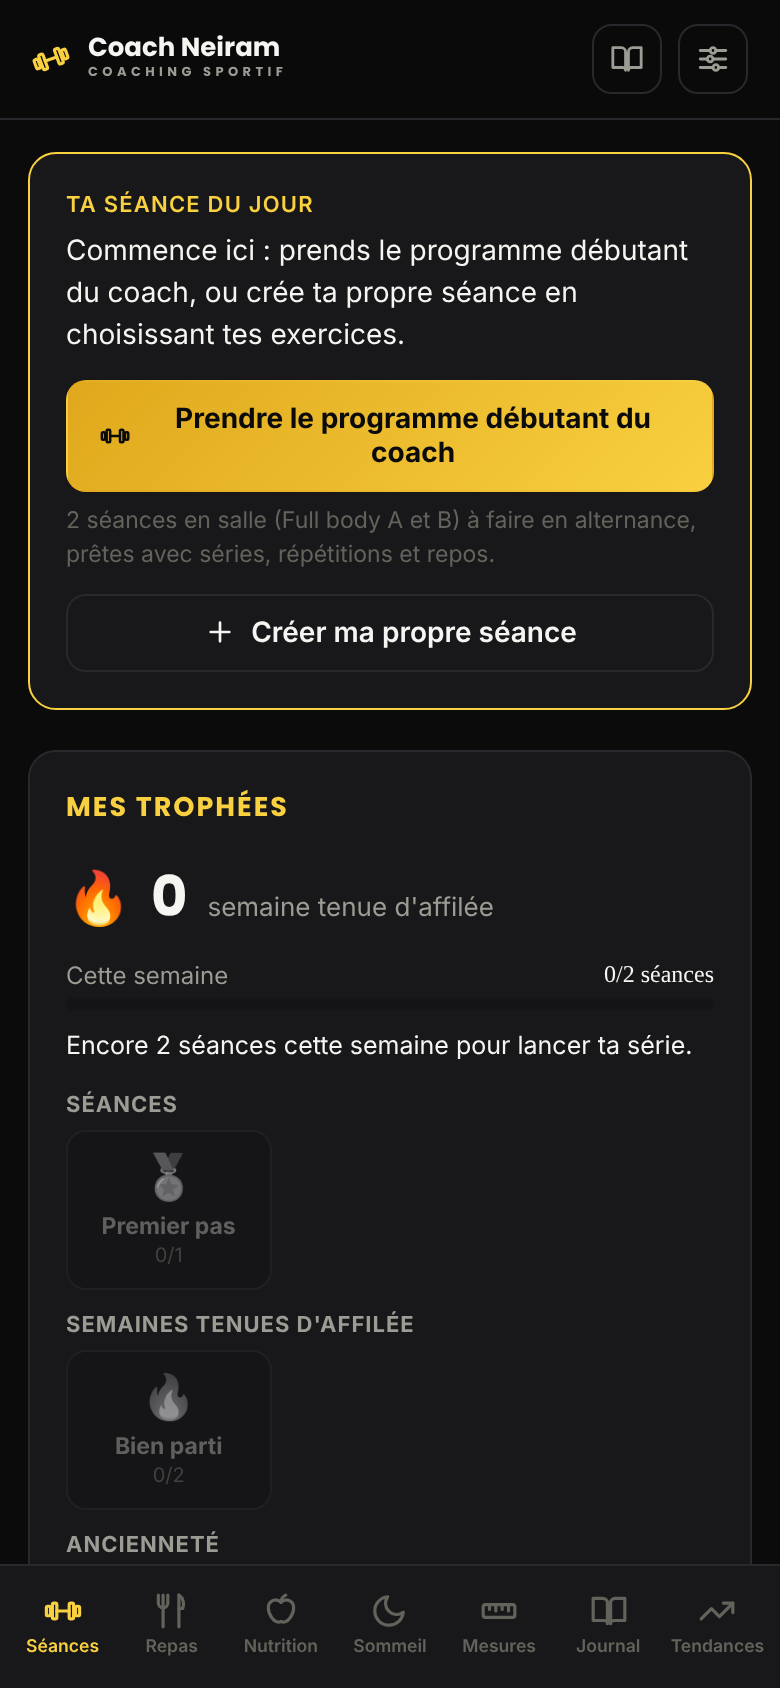 Coach Neiram
COACHING SPORTIF
TA SÉANCE DU JOUR
Commence ici : prends le programme débutant
du coach, ou crée ta propre séance en
choisissant tes exercices.
Prendre le programme débutant du
coach
2 séances en salle (Full body A et B) à faire en alternance,
prêtes avec séries, répétitions et repos.
Créer ma propre séance
MES TROPHÉES
0 semaine tenue d'affilée
Cette semaine 0/2 séances
Encore 2 séances cette semaine pour lancer ta série.
SÉANCES
Premier pas
0/1
SEMAINES TENUES D'AFFILÉE
Bien parti
0/2
ANCIENNETÉ
Séances Repas Nutrition Sommeil Mesures Journal Tendances